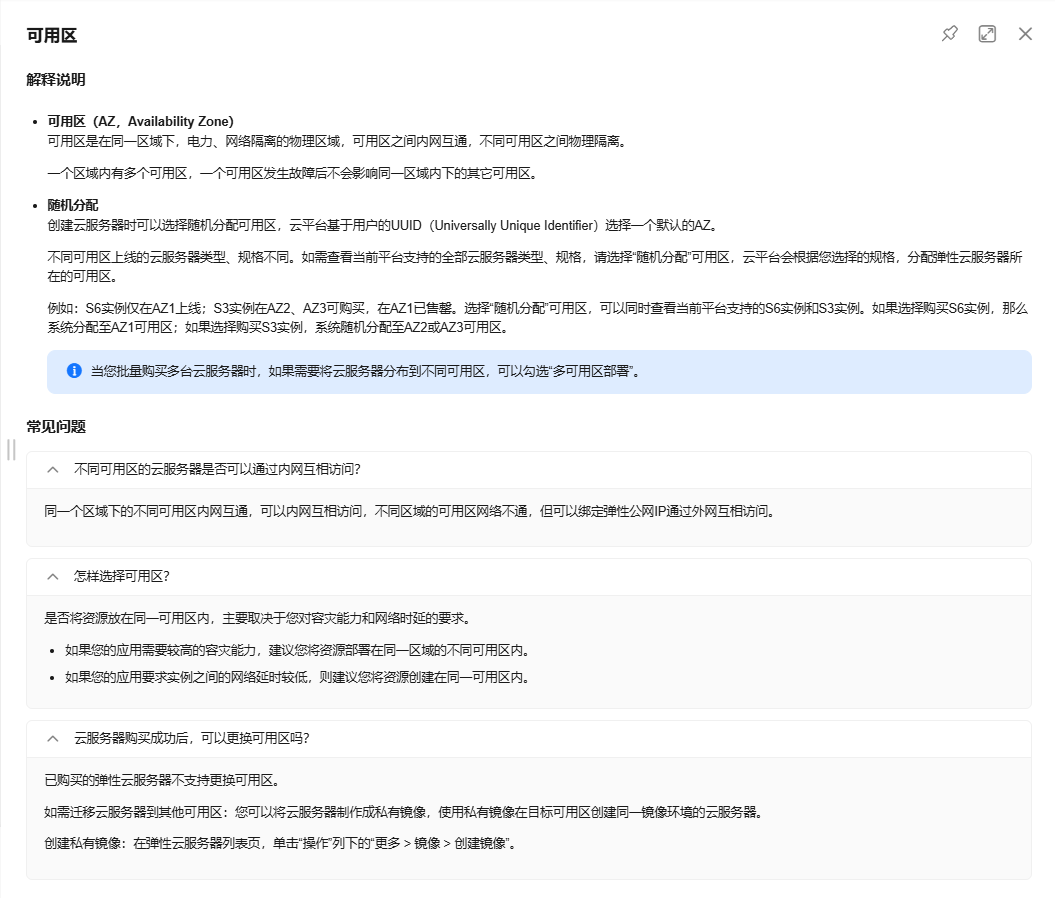 可用区
解释说明
可用区（AZ，Availability Zone）
可用区是在同一区域下，电力、网络隔离的物理区域，可用区之间内网互通，不同可用区之间物理隔离。
一个区域内有多个可用区，一个可用区发生故障后不会影响同一区域内下的其它可用区。
随机分配
创建云服务器时可以选择随机分配可用区，云平台基于用户的UUID（Universally Unique Identifier）选择一个默认的AZ。
不同可用区上线的云服务器类型、规格不同。如需查看当前平台支持的全部云服务器类型、规格，请选择“随机分配”可用区，云平台会根据您选择的规格，分配弹性云服务器所
在的可用区。
例如：S6实例仅在AZ1上线；S3实例在AZ2、AZ3可购买，在AZ1已售罄。选择“随机分配”可用区，可以同时查看当前平台支持的S6实例和S3实例。如果选择购买S6实例，那么
系统分配至AZ1可用区；如果选择购买S3实例，系统随机分配至AZ2或AZ3可用区。
当您批量购买多台云服务器时，如果需要将云服务器分布到不同可用区，可以勾选“多可用区部署”。
常见问题
不同可用区的云服务器是否可以通过内网互相访问?
同一个区域下的不同可用区内网互通，可以内网互相访问，不同区域的可用区网络不通，但可以绑定弹性公网IP通过外网互相访问。
怎样选择可用区?
是否将资源放在同一可用区内，主要取决于您对容灾能力和网络时延的要求。
如果您的应用需要较高的容灾能力，建议您将资源部署在同一区域的不同可用区内。
如果您的应用要求实例之间的网络延时较低，则建议您将资源创建在同一可用区内。
云服务器购买成功后，可以更换可用区吗?
已购买的弹性云服务器不支持更换可用区。
如需迁移云服务器到其他可用区：您可以将云服务器制作成私有镜像，使用私有镜像在目标可用区创建同一镜像环境的云服务器。
创建私有镜像：在弹性云服务器列表页，单击“操作”列下的“更多 > 镜像 > 创建镜像”。